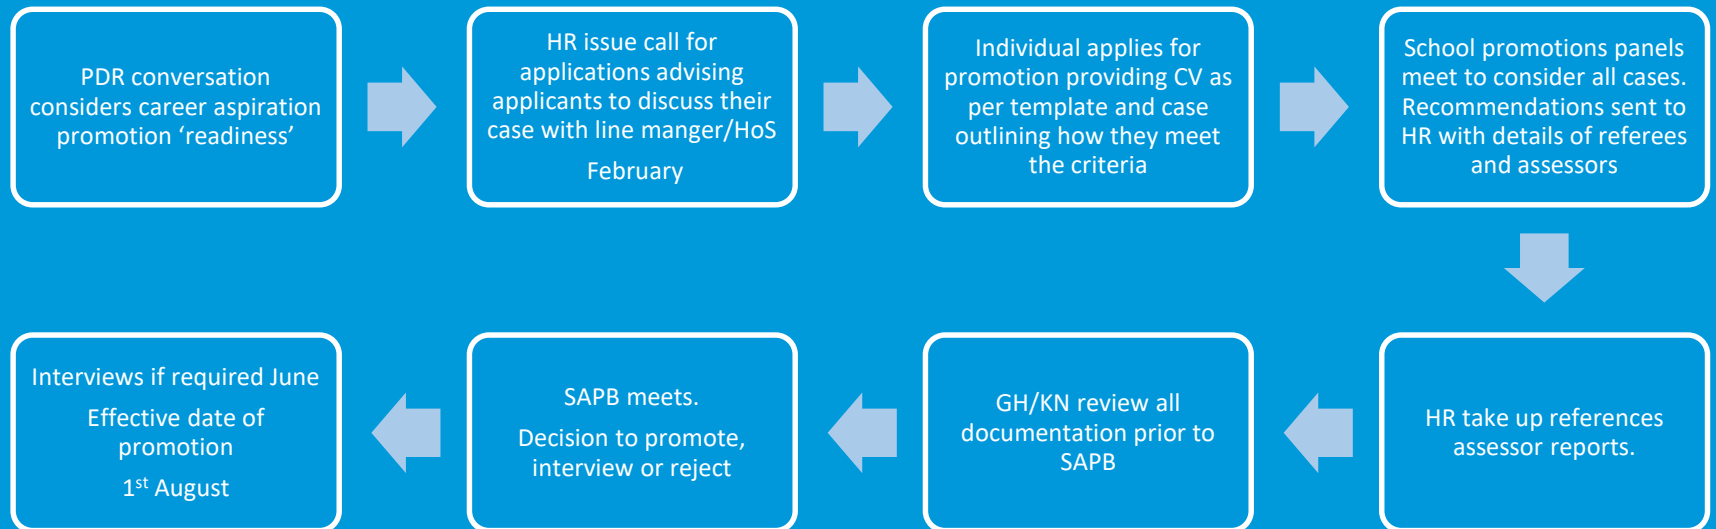 PDR conversation
considers career aspiration
promotion ‘readiness’
HR issue call for
applications advising
applicants to discuss their
case with line manger/HoS
February
Individual applies for
promotion providing CV as
per template and case
outlining how they meet
the criteria
School promotions panels
meet to consider all cases.
Recommendations sent to
HR with details of referees
and assessors
HR take up references
assessor reports.
GH/KN review all
documentation prior to
SAPB
SAPB meets.
Decision to promote,
interview or reject
Interviews if required June
Effective date of
promotion
1st August